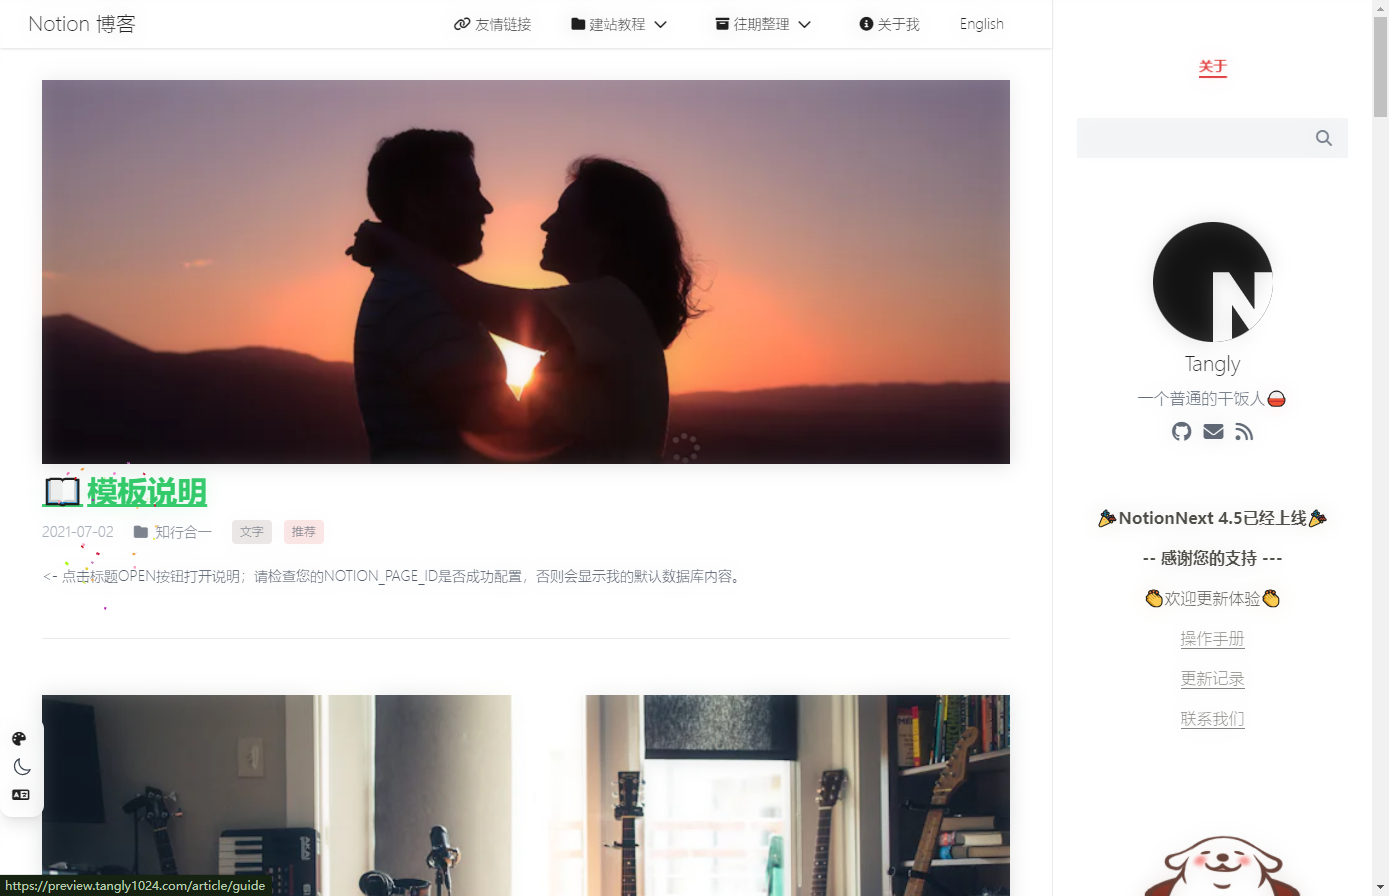 Notion 博客
友情链接
建站教程
往期整理
关于我
English
关于
N
Tangly
一个普通的干饭人
模板说明
2021-07-02
知行合一
文字
推荐
<- 点击标题OPEN按钮打开说明；请检查您的NOTION_PAGE_ID是否成功配置，否则会显示我的默认数据库内容。
🎉NotionNext 4.5已经上线🎉
-- 感谢您的支持 ---
👏欢迎更新体验👏
操作手册
更新记录
联系我们
https://preview.tangly1024.com/article/guide